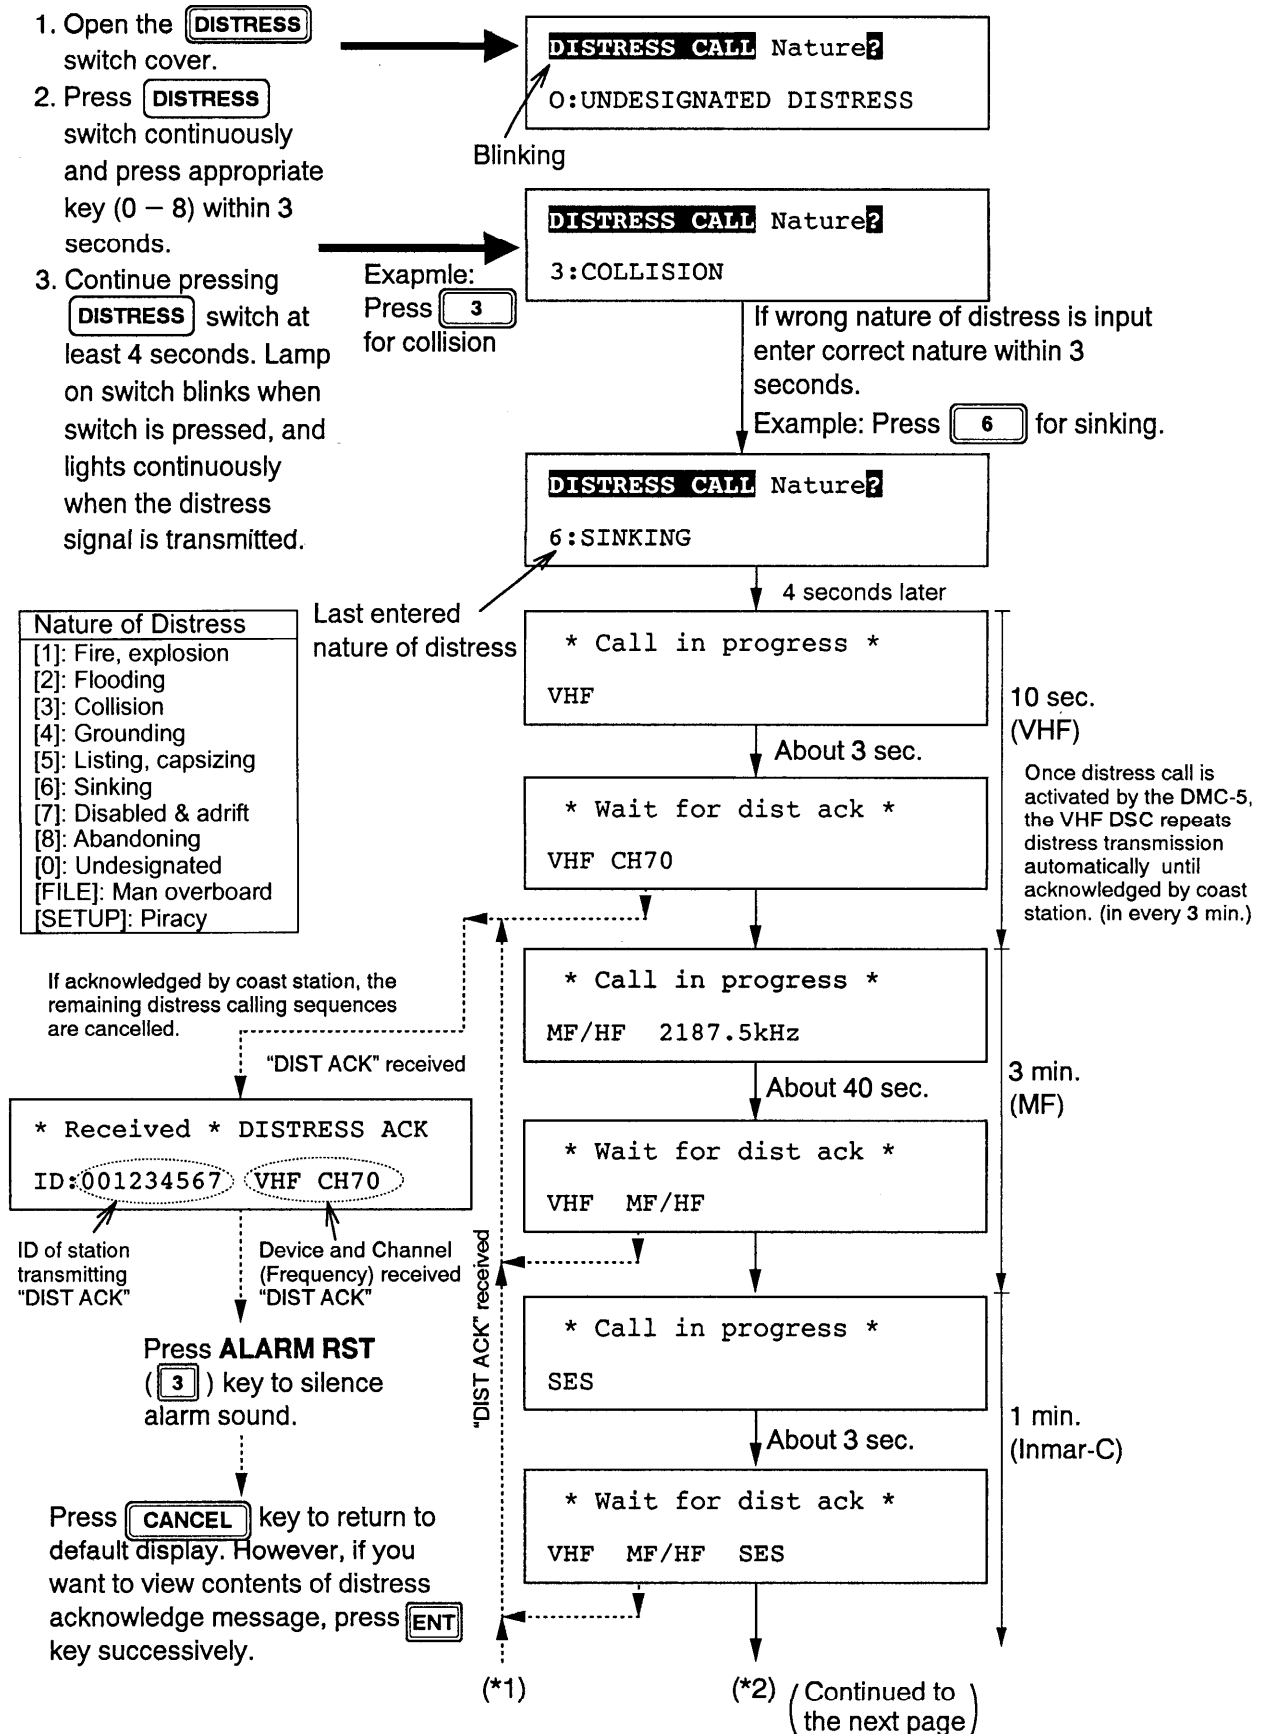 1. Open the DISTRESS
switch cover.
2. Press DISTRESS
switch continuously
and press appropriate
key (0 – 8) within 3
seconds.
3. Continue pressing
DISTRESS switch at
least 4 seconds. Lamp
on switch blinks when
switch is pressed, and
lights continuously
when the distress
signal is transmitted.
DISTRESS CALL Nature?
O:UNDESIGNATED DISTRESS
Blinking
DISTRESS CALL Nature?
3:COLLISION
Exapmle:
Press 3
for collision
If wrong nature of distress is input
enter correct nature within 3
seconds.
Example: Press 6 for sinking.
DISTRESS CALL Nature?
6:SINKING
Last entered
nature of distress
4 seconds later
Nature of Distress
[1]: Fire, explosion
[2]: Flooding
[3]: Collision
[4]: Grounding
[5]: Listing, capsizing
[6]: Sinking
[7]: Disabled & adrift
[8]: Abandoning
[0]: Undesignated
[FILE]: Man overboard
[SETUP]: Piracy
* Call in progress *
VHF
About 3 sec.
* Wait for dist ack *
VHF CH70
10 sec.
(VHF)
Once distress call is
activated by the DMC-5,
the VHF DSC repeats
distress transmission
automatically until
acknowledged by coast
station. (in every 3 min.)
If acknowledged by coast station, the
remaining distress calling sequences
are cancelled.
"DIST ACK" received
* Received * DISTRESS ACK
ID:001234567 VHF CH70
ID of station
transmitting
"DIST ACK"
Device and Channel
(Frequency) received
"DIST ACK"
Press ALARM RST
( 3 ) key to silence
alarm sound.
Press CANCEL key to return to
default display. However, if you
want to view contents of distress
acknowledge message, press ENT
key successively.
* Call in progress *
MF/HF 2187.5kHz
About 40 sec.
* Wait for dist ack *
VHF MF/HF
3 min.
(MF)
"DIST ACK" received
* Call in progress *
SES
About 3 sec.
* Wait for dist ack *
VHF MF/HF SES
1 min.
(Inmar-C)
(*1)
(*2) (Continued to
the next page)